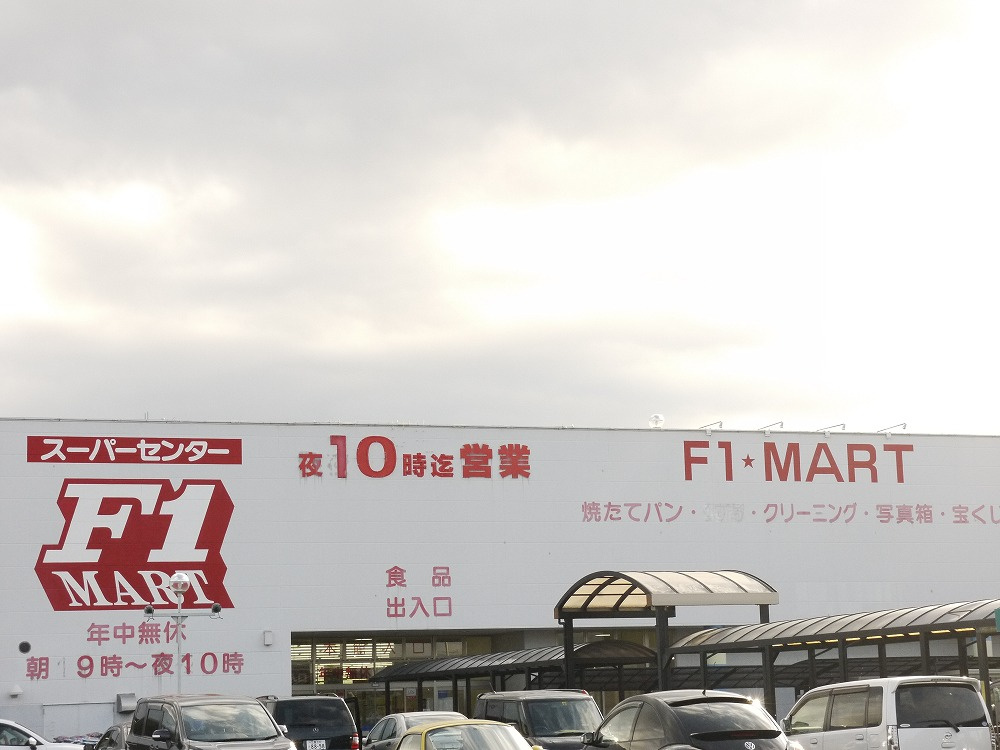 スーパーセンター
F1
MART
年中無休
朝 9時～夜10時
夜10時迄営業
食品
出入口
F1★MART
焼たてパン・クリーニング・写真箱・宝くじ